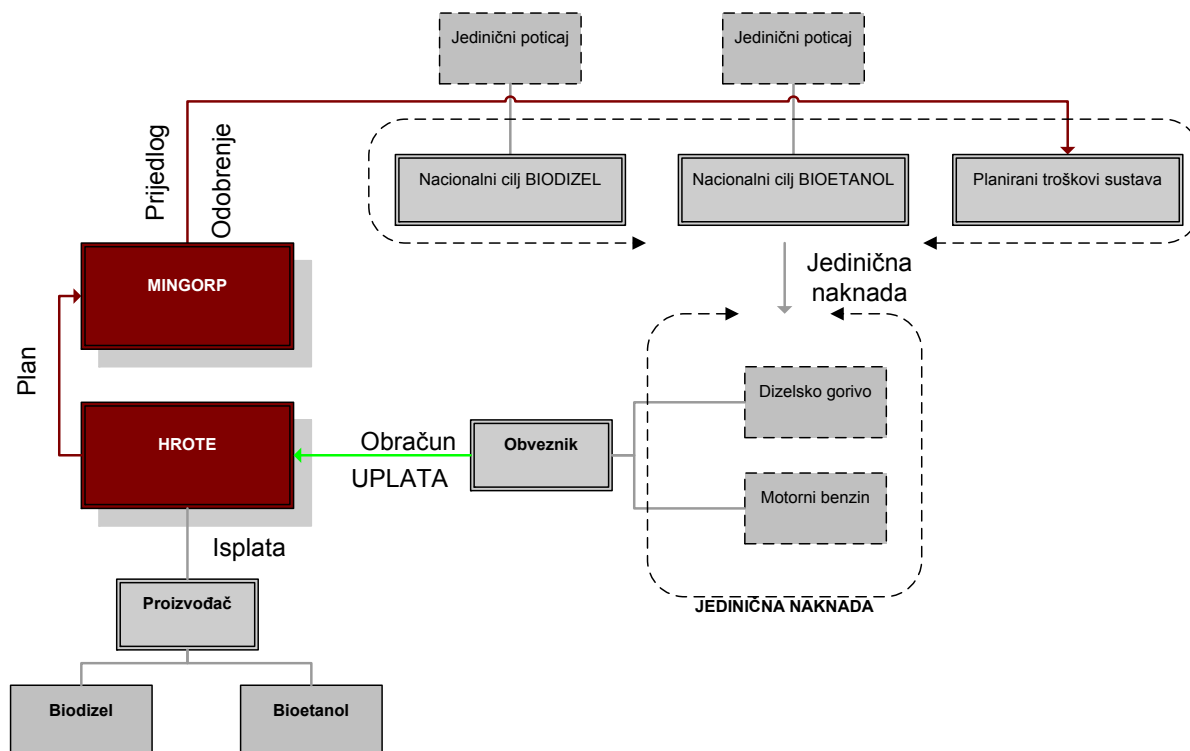 Jedinični poticaj
Jedinični poticaj
Prijedlog
Odobrenje
Nacionalni cilj BIODIZEL
Nacionalni cilj BIOETANOL
Planirani troškovi sustava
MINGORP
Jedinična
naknada
Plan
Dizelsko gorivo
HROTE
Obračun
UPLATA
Obveznik
Motorni benzin
Isplata
Proizvođač
JEDINIČNA NAKNADA
Biodizel
Bioetanol